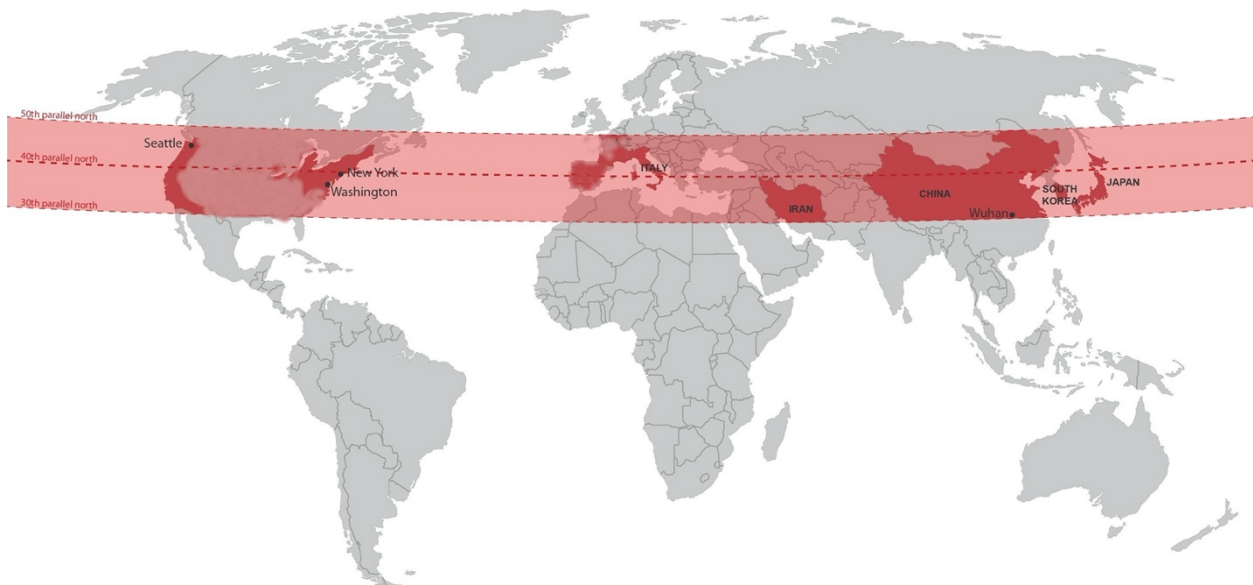 50th parallel north
Seattle
40th parallel north
New York
Washington
30th parallel north
ITALY
IRAN
CHINA
Wuhan
SOUTH
KOREA
JAPAN